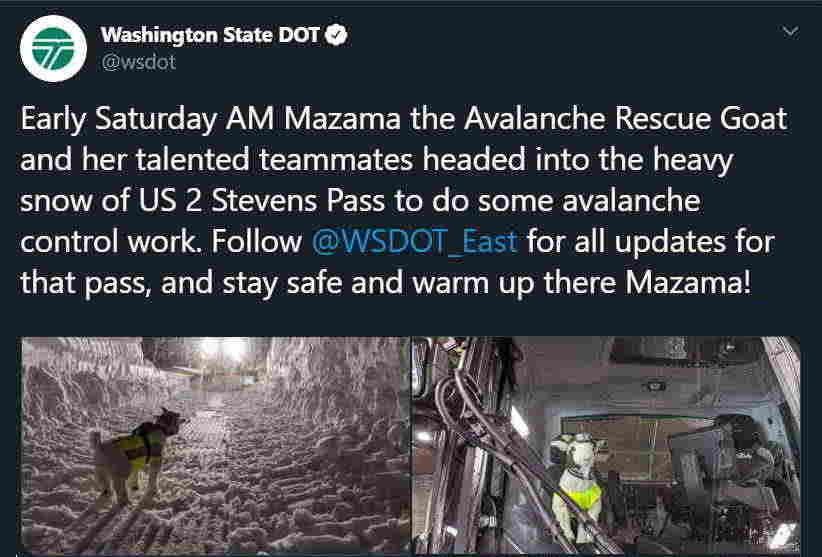 Washington State DOT
@wsdot
Early Saturday AM Mazama the Avalanche Rescue Goat
and her talented teammates headed into the heavy
snow of US 2 Stevens Pass to do some avalanche
control work. Follow @WSDOT_East for all updates for
that pass, and stay safe and warm up there Mazama!